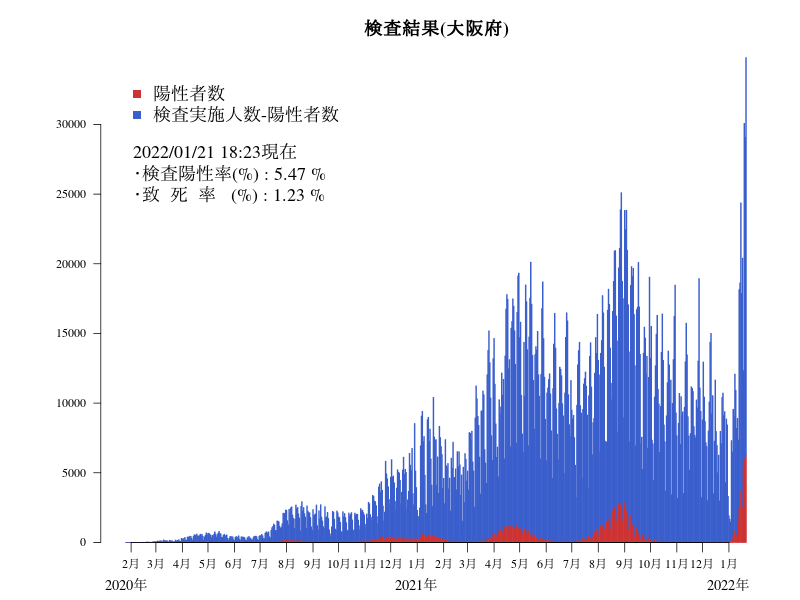 検査結果(大阪府)
陽性者数
検査実施人数-陽性者数
2022/01/21 18:23現在
・検査陽性率(%) : 5.47 %
・致 死 率 (%) : 1.23 %
30000
25000
20000
15000
10000
5000
0
2月 3月 4月 5月 6月 7月 8月 9月 10月 11月 12月 1月 2月 3月 4月 5月 6月 7月 8月 9月 10月 11月 12月 1月
2020年 2021年 2022年